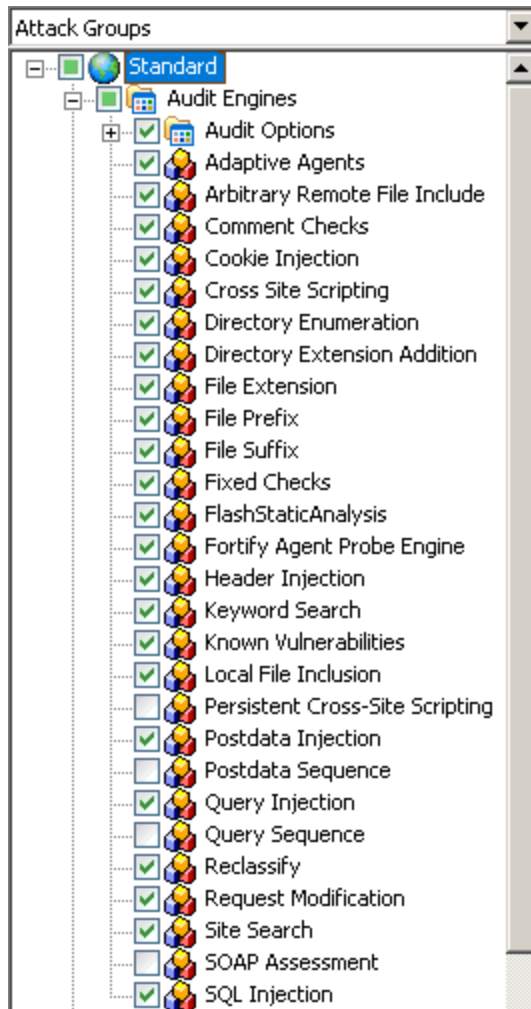 Attack Groups
Standard
Audit Engines
Audit Options
Adaptive Agents
Arbitrary Remote File Include
Comment Checks
Cookie Injection
Cross Site Scripting
Directory Enumeration
Directory Extension Addition
File Extension
File Prefix
File Suffix
Fixed Checks
FlashStaticAnalysis
Fortify Agent Probe Engine
Header Injection
Keyword Search
Known Vulnerabilities
Local File Inclusion
Persistent Cross-Site Scripting
Postdata Injection
Postdata Sequence
Query Injection
Query Sequence
Reclassify
Request Modification
Site Search
SOAP Assessment
SQL Injection